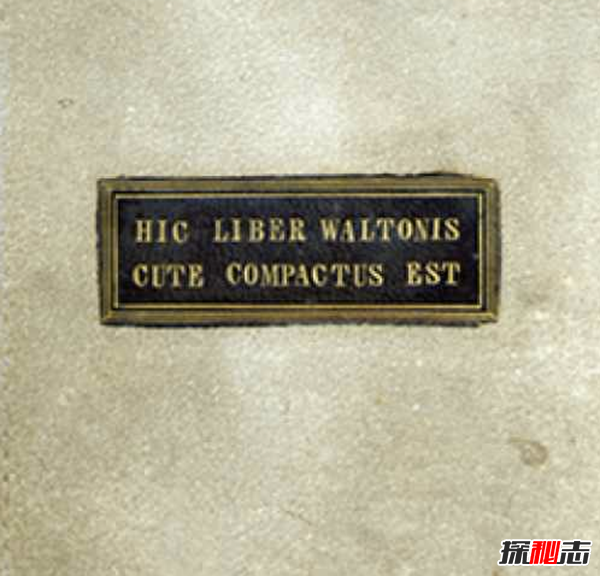 HIC LIBER WALTONIS
CUTE COMPACTUS EST
探秘志